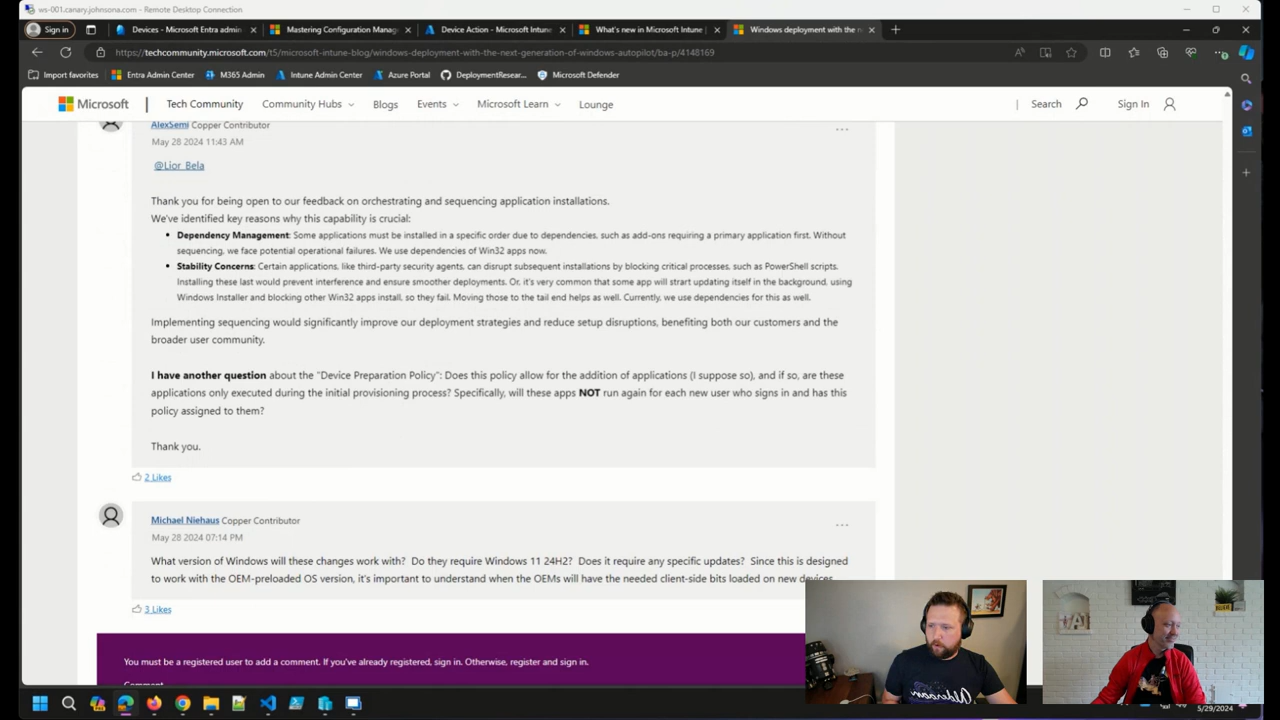 ws-001.canary.johnsona.com - Remote Desktop Connection
Sign in
Devices - Microsoft Entra admin
Mastering Configuration Manage
Device Action - Microsoft Intune
What's new in Microsoft Intune
Windows deployment with the n
https://techcommunity.microsoft.com/t5/microsoft-intune-blog/windows-deployment-with-the-next-generation-of-windows-autopilot/ba-p/4148169
Import favorites
Entra Admin Center
M365 Admin
Intune Admin Center
Azure Portal
DeploymentResear...
Microsoft Defender
Microsoft
Tech Community
Community Hubs
Blogs
Events
Microsoft Learn
Lounge
Search
Sign In
AlexSemi Copper Contributor
May 28 2024 11:43 AM
@Lior_Bela
Thank you for being open to our feedback on orchestrating and sequencing application installations.
We've identified key reasons why this capability is crucial:
Dependency Management: Some applications must be installed in a specific order due to dependencies, such as add-ons requiring a primary application first. Without
sequencing, we face potential operational failures. We use dependencies of Win32 apps now.
Stability Concerns: Certain applications, like third-party security agents, can disrupt subsequent installations by blocking critical processes, such as PowerShell scripts.
Installing these last would prevent interference and ensure smoother deployments. Or, it's very common that some app will strart updating itself in the background, using
Windows Installer and blocking other Win32 apps install, so they fail. Moving those to the tail end helps as well. Currently, we use dependencies for this as well.
Implementing sequencing would significantly improve our deployment strategies and reduce setup disruptions, benefiting both our customers and the
broader user community.
I have another question about the "Device Preparation Policy": Does this policy allow for the addition of applications (I suppose so), and if so, are these
applications only executed during the initial provisioning process? Specifically, will these apps NOT run again for each new user who signs in and has this
policy assigned to them?
Thank you.
2 Likes
Michael Niehaus Copper Contributor
May 28 2024 07:14 PM
What version of Windows will these changes work with? Do they require Windows 11 24H2? Does it require any specific updates? Since this is designed
to work with the OEM-preloaded OS version, it's important to understand when the OEMs will have the needed client-side bits loaded on new devices.
3 Likes
You must be a registered user to add a comment. If you've already registered, sign in. Otherwise, register and sign in.
Comment
5/29/2024